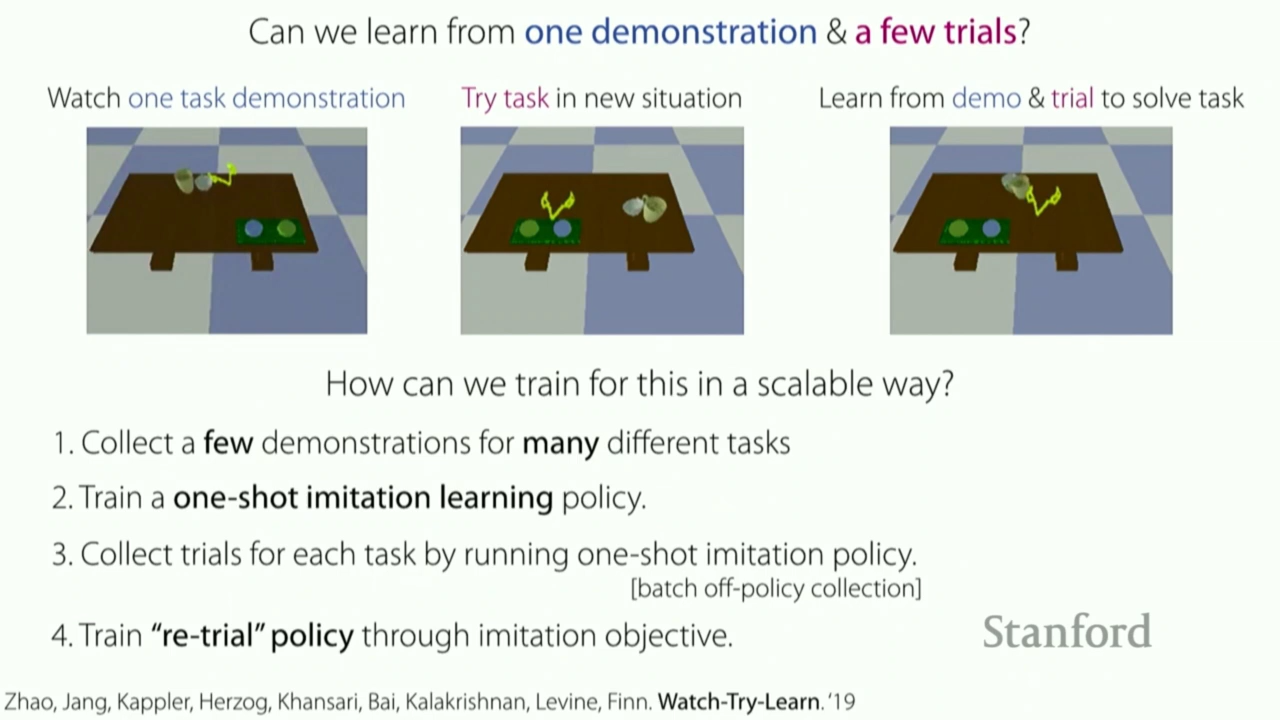 Can we learn from one demonstration & a few trials?
Watch one task demonstration
Try task in new situation
Learn from demo & trial to solve task
How can we train for this in a scalable way?
1. Collect a few demonstrations for many different tasks
2. Train a one-shot imitation learning policy.
3. Collect trials for each task by running one-shot imitation policy.
[batch off-policy collection]
4. Train “re-trial” policy through imitation objective.
Stanford
Zhao, Jang, Kappler, Herzog, Khansari, Bai, Kalakrishnan, Levine, Finn. Watch-Try-Learn. ‘19